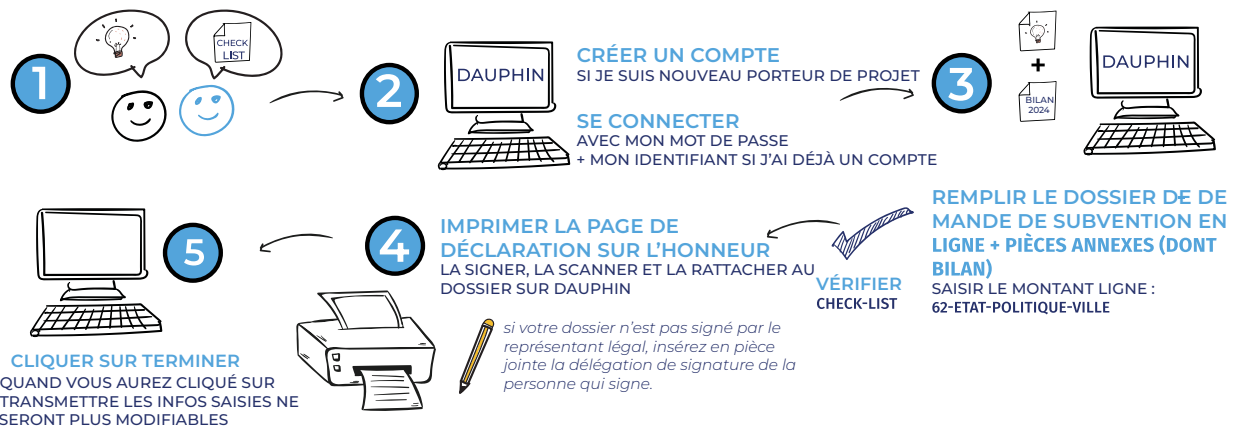 1
CHECK
LIST
2
DAUPHIN
CRÉER UN COMPTE
SI JE SUIS NOUVEAU PORTEUR DE PROJET
SE CONNECTER
AVEC MON MOT DE PASSE
+ MON IDENTIFIANT SI J'AI DÉJÀ UN COMPTE
3
+
BILAN
2024
DAUPHIN
REMPLIR LE DOSSIER DE DE
MANDE DE SUBVENTION EN
LIGNE + PIÈCES ANNEXES (DONT
BILAN)
SAISIR LE MONTANT LIGNE :
62-ETAT-POLITIQUE-VILLE
VÉRIFIER
CHECK-LIST
4
IMPRIMER LA PAGE DE
DÉCLARATION SUR L'HONNEUR
LA SIGNER, LA SCANNER ET LA RATTACHER AU
DOSSIER SUR DAUPHIN
si votre dossier n'est pas signé par le
représentant légal, insérez en pièce
jointe la délégation de signature de la
personne qui signe.
5
CLIQUER SUR TERMINER
QUAND VOUS AUREZ CLIQUÉ SUR
TRANSMETTRE LES INFOS SAISIES NE
SERONT PLUS MODIFIABLES